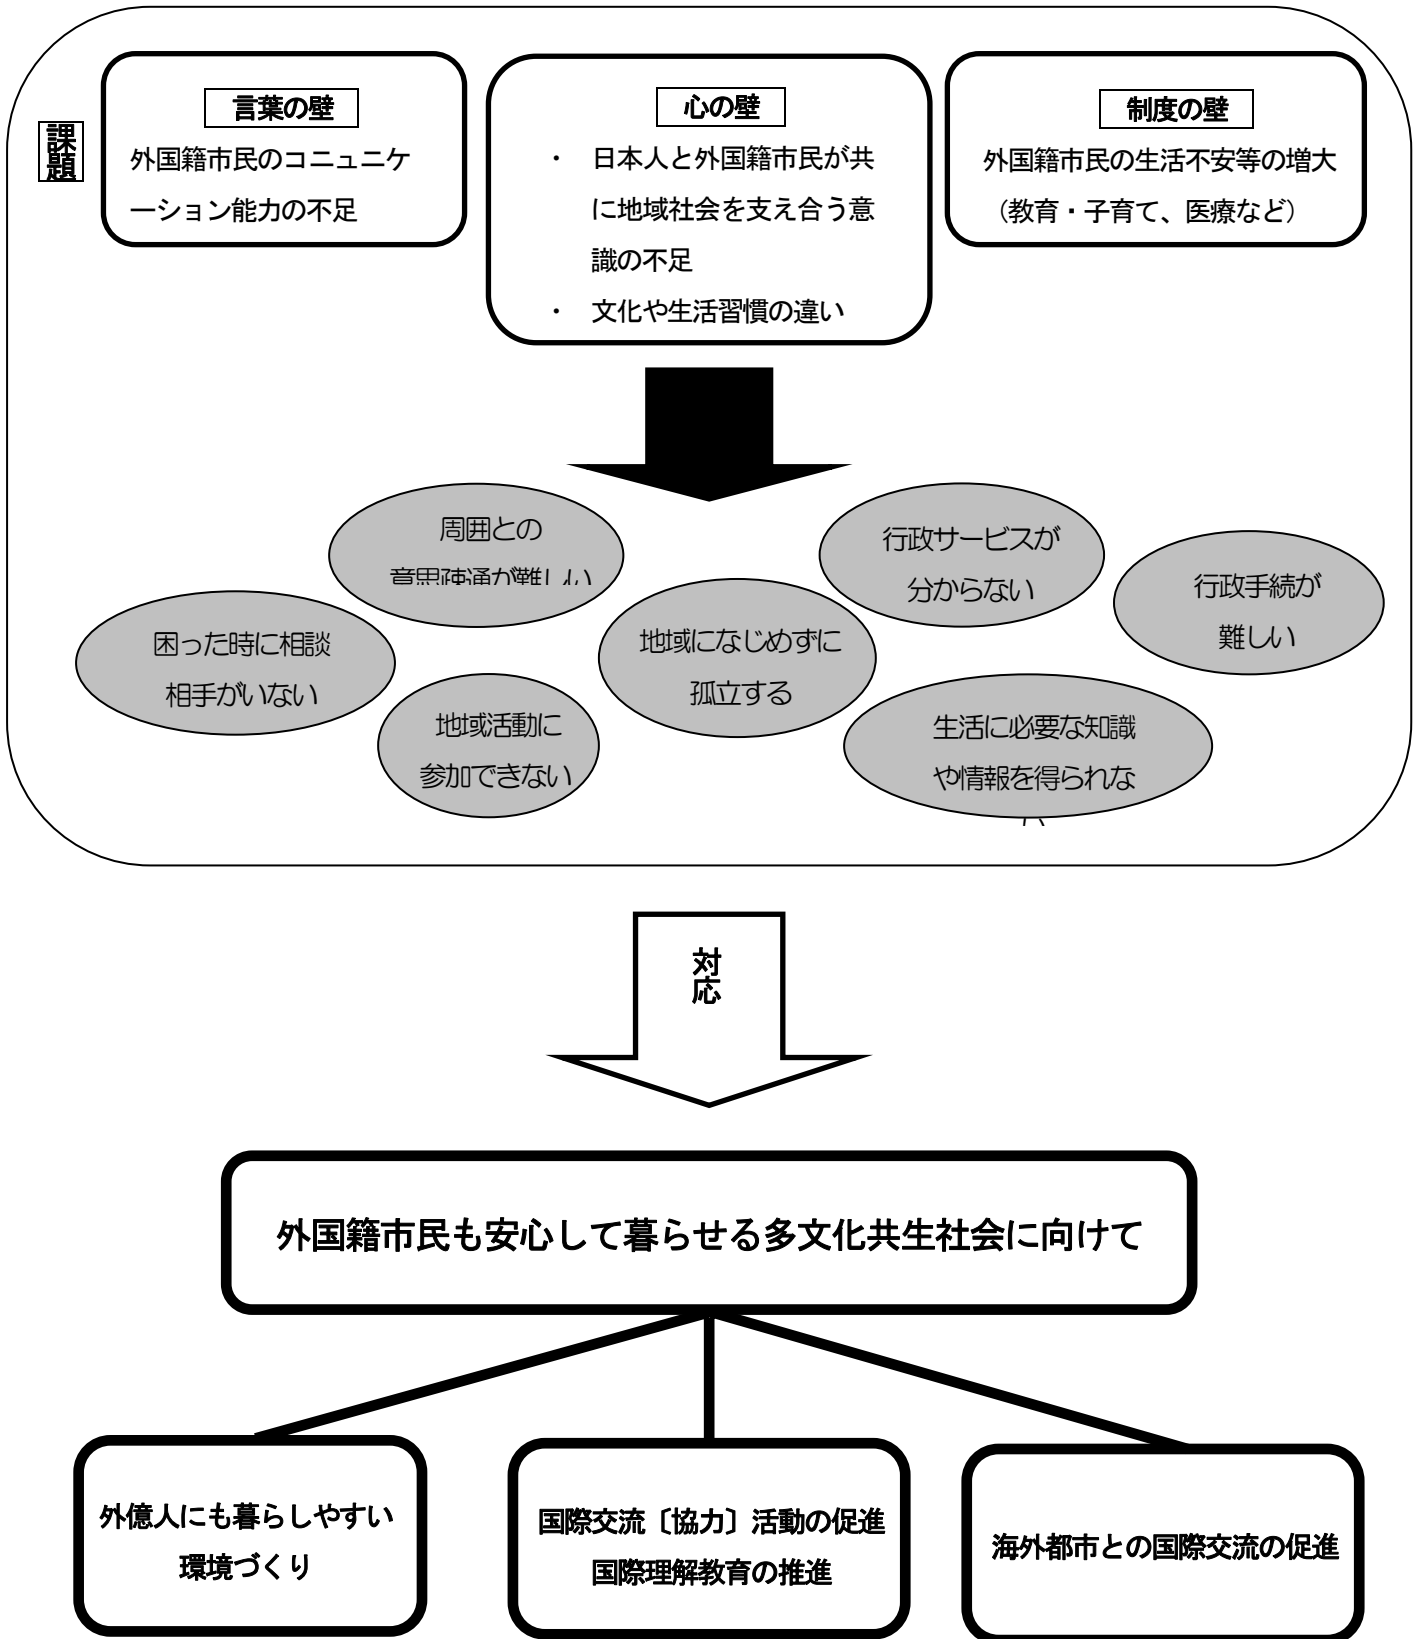 課題
言葉の壁
外国籍市民のコニュニケ
ーション能力の不足
心の壁
・ 日本人と外国籍市民が共
に地域社会を支え合う意
識の不足
・ 文化や生活習慣の違い
制度の壁
外国籍市民の生活不安等の増大
（教育・子育て、医療など）
周囲との
意思疎通が難しい
行政サービスが
分からない
行政手続が
難しい
困った時に相談
相手がいない
地域になじめずに
孤立する
地域活動に
参加できない
生活に必要な知識
や情報を得られな
い
対応
外国籍市民も安心して暮らせる多文化共生社会に向けて
外億人にも暮らしやすい
環境づくり
国際交流〔協力〕活動の促進
国際理解教育の推進
海外都市との国際交流の促進